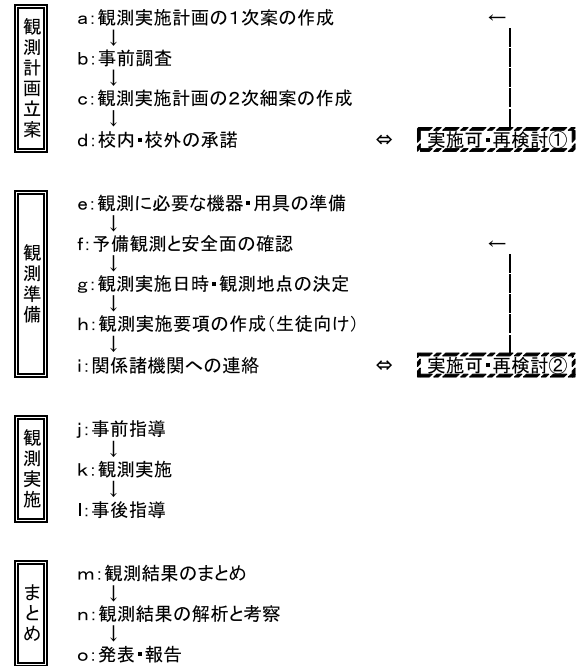 観測計画立案
a:観測実施計画の1次案の作成 ←
↓
b:事前調査
↓
c:観測実施計画の2次細案の作成
↓
d:校内・校外の承諾 ⇔ 実施可・再検討①
観測準備
e:観測に必要な機器・用具の準備
↓
f:予備観測と安全面の確認 ←
↓
g:観測実施日時・観測地点の決定
↓
h:観測実施要項の作成(生徒向け)
↓
i:関係諸機関への連絡 ⇔ 実施可・再検討②
観測実施
j:事前指導
↓
k:観測実施
↓
l:事後指導
まとめ
m:観測結果のまとめ
↓
n:観測結果の解析と考察
↓
o:発表・報告